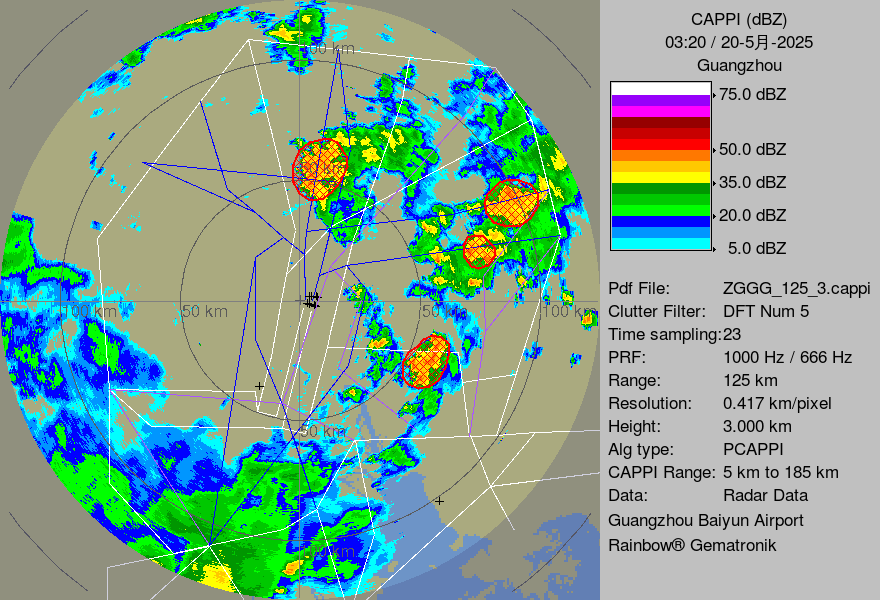 CAPPI (dBZ)
03:20 / 20-5月-2025
Guangzhou
75.0 dBZ
50.0 dBZ
35.0 dBZ
20.0 dBZ
5.0 dBZ
Pdf File: ZGGG_125_3.cappi
Clutter Filter: DFT Num 5
Time sampling:23
PRF: 1000 Hz / 666 Hz
Range: 125 km
Resolution: 0.417 km/pixel
Height: 3.000 km
Alg type: PCAPPI
CAPPI Range: 5 km to 185 km
Data: Radar Data
Guangzhou Baiyun Airport
Rainbow® Gematronik
100 km
50 km
100 km
50 km
50 km
100 km
50 km
100 km